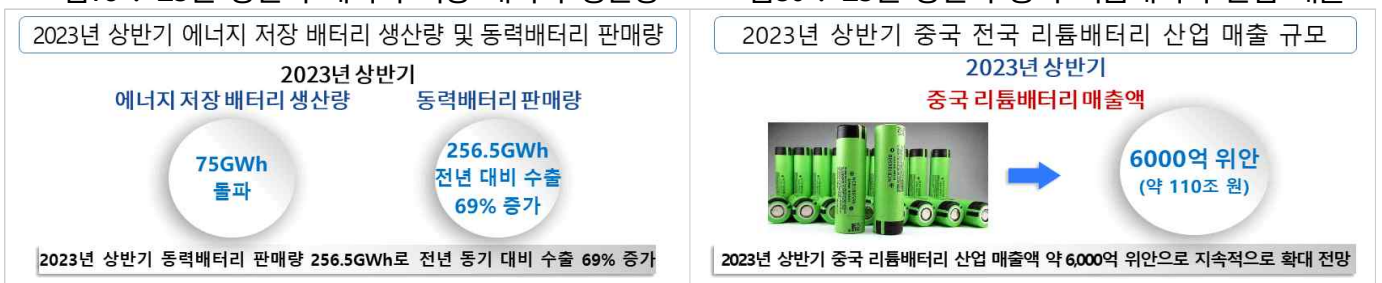 2023년 상반기 에너지 저장 배터리 생산량 및 동력배터리 판매량
2023년 상반기
에너지 저장 배터리 생산량
동력배터리 판매량
75GWh
돌파
256.5GWh
전년 대비 수출
69% 증가
2023년 상반기 동력배터리 판매량 256.5GWh로 전년 동기 대비 수출 69% 증가
2023년 상반기 중국 전국 리튬배터리 산업 매출 규모
2023년 상반기
중국 리튬배터리 매출액
6000억 위안
(약 110조 원)
2023년 상반기 중국 리튬배터리 산업 매출액 약 6,000억 위안으로 지속적으로 확대 전망